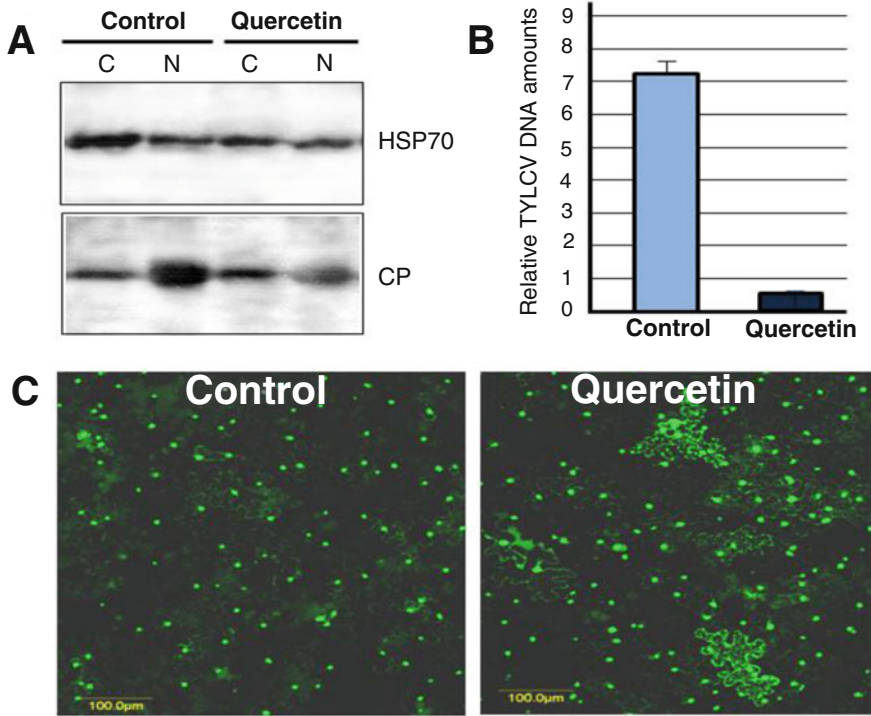 A
Control Quercetin
C N C N
HSP70
CP
B
Relative TYLCV DNA amounts
9
8
7
6
5
4
3
2
1
0
Control Quercetin
C
Control
100.0µm
Quercetin
100.0µm